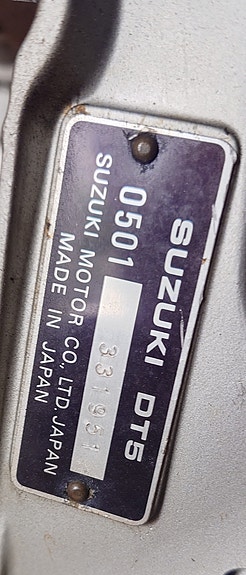 SUZUKI DT5
0501 331951
SUZUKI MOTOR CO., LTD. JAPAN
MADE IN JAPAN